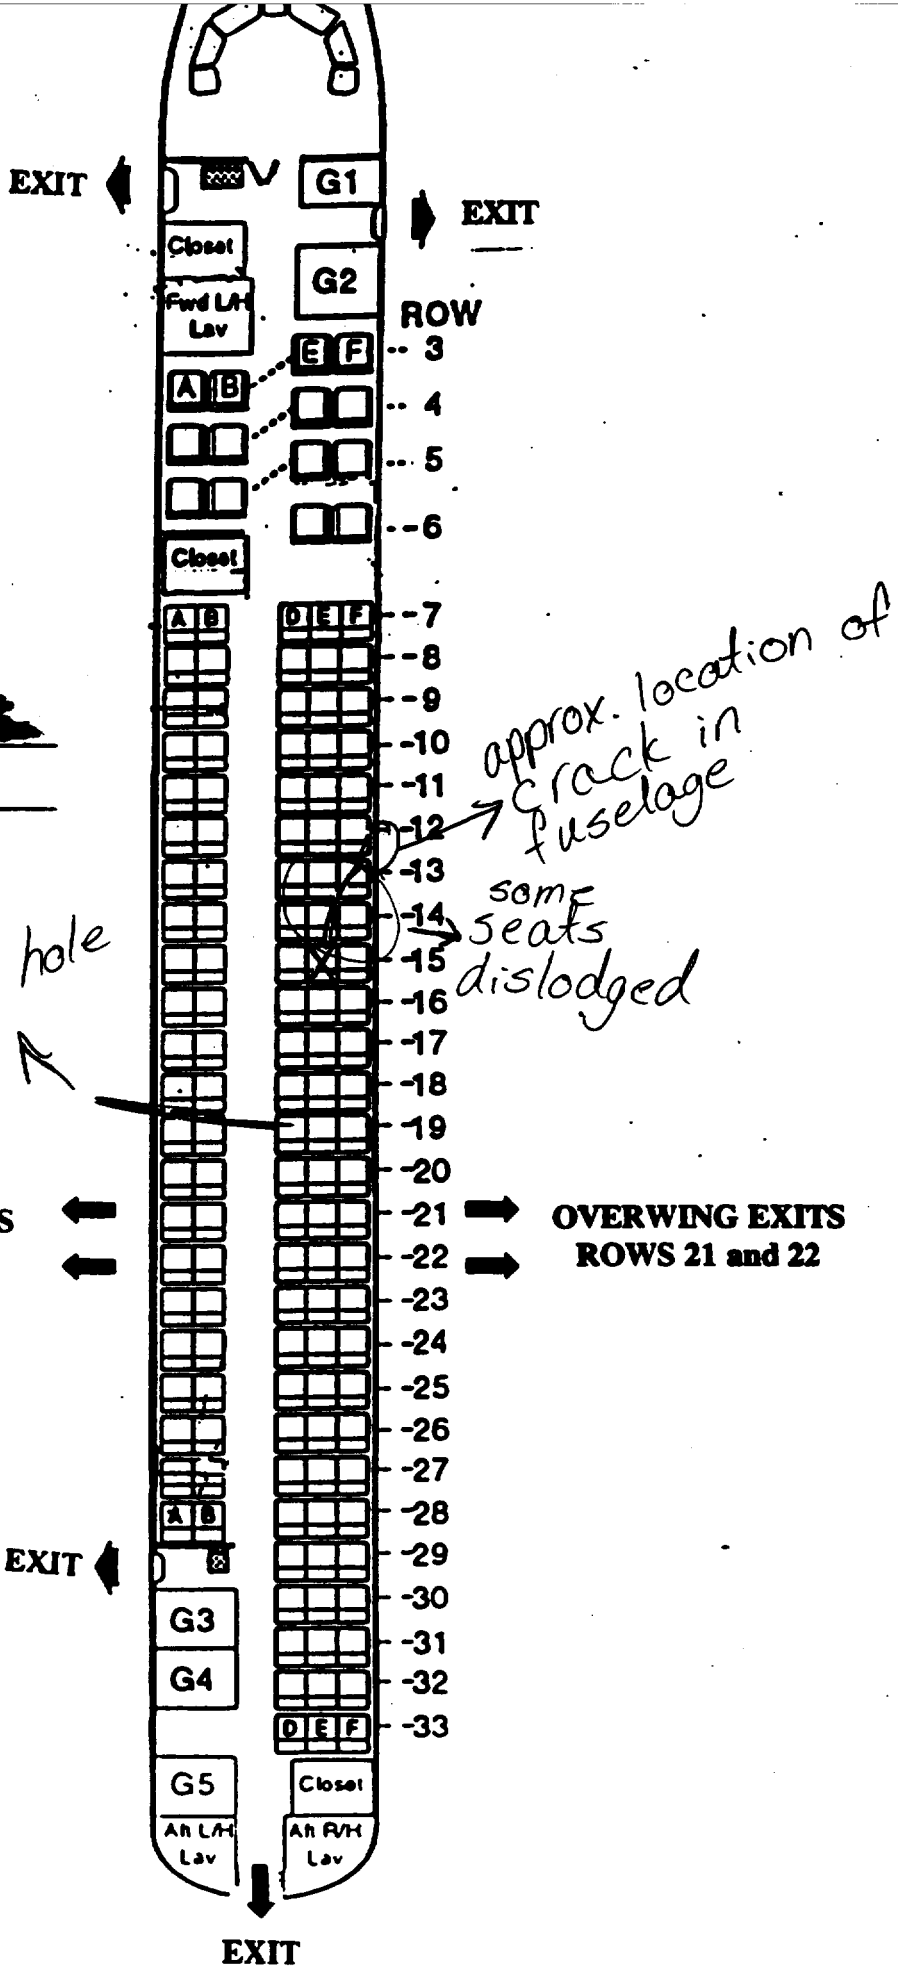 EXIT
G1
EXIT
Closet
G2
Fwd L/H
Lav
ROW
E F -- 3
A B
-- 4
--- 5
--6
Closet
A B D E F --7
-8
-9
-10
-11
-12
-13
-14
-15
-16
-17
-18
-19
-20
-21
-22
-23
-24
-25
-26
-27
-28
-29
-30
-31
-32
-33
approx. location of
crack in
fuselage
some
seats
dislodged
hole
S
OVERWING EXITS
ROWS 21 and 22
A B
EXIT
G3
G4
D E F
G5
Closet
Aft L/H
Lav
Aft R/H
Lav
EXIT